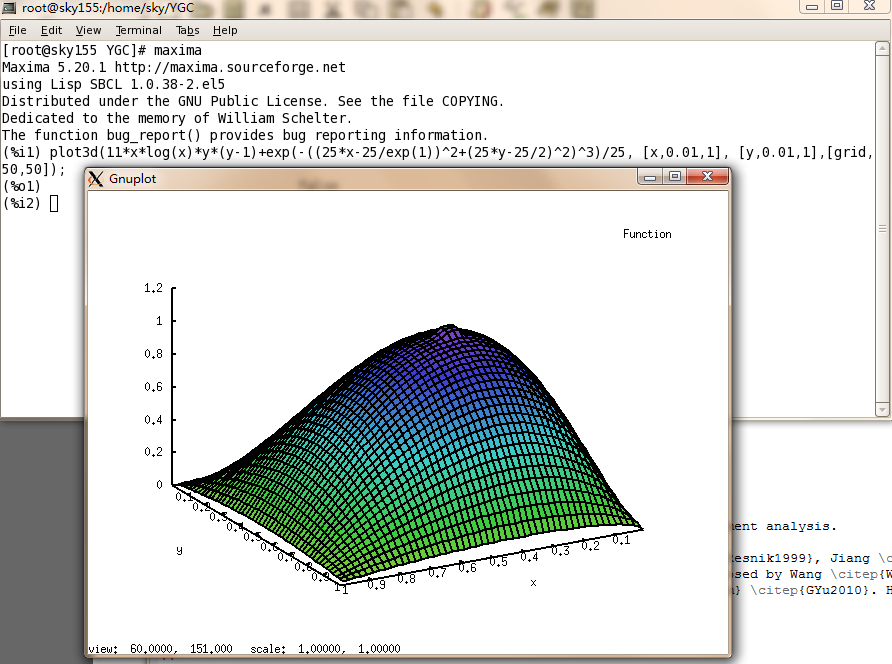 root@sky155:/home/sky/YGC
File Edit View Terminal Tabs Help
[root@sky155 YGC]# maxima
Maxima 5.20.1 http://maxima.sourceforge.net
using Lisp SBCL 1.0.38-2.el5
Distributed under the GNU Public License. See the file COPYING.
Dedicated to the memory of William Schelter.
The function bug_report() provides bug reporting information.
(%i1) plot3d(11*x*log(x)*y*(y-1)+exp(-((25*x-25/exp(1))^2+(25*y-25/2)^2)^3)/25, [x,0.01,1], [y,0.01,1],[grid,
50,50]);
(%o1)
(%i2)
Gnuplot
Function
1.2
1
0.8
0.6
0.4
0.2
0
0.1
0.2
0.3
0.4
0.5
0.6
0.7
0.8
0.9
1
y
1 0.9 0.8 0.7 0.6 0.5 0.4 0.3 0.2 0.1
x
view: 60.0000, 151.000 scale: 1.00000, 1.00000
ment analysis.
esnik1999}, Jiang \c
sed by Wang \citep{W
} \citep{GYu2010}. H